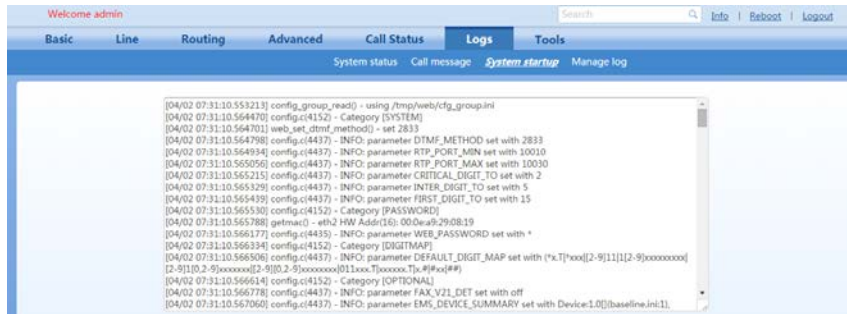 Welcome admin
Search
Info | Reboot | Logout
Basic Line Routing Advanced Call Status Logs Tools
System status Call message System startup Manage log
[04/02 07:31:10.553213] config_group_read() - using /tmp/web/cfg_group.ini
[04/02 07:31:10.564470] config.c(4152) - Category [SYSTEM]
[04/02 07:31:10.564701] web_set_dtmf_method() - set 2833
[04/02 07:31:10.564798] config.c(4437) - INFO: parameter DTMF_METHOD set with 2833
[04/02 07:31:10.564934] config.c(4437) - INFO: parameter RTP_PORT_MIN set with 10010
[04/02 07:31:10.565056] config.c(4437) - INFO: parameter RTP_PORT_MAX set with 10030
[04/02 07:31:10.565215] config.c(4437) - INFO: parameter CRITICAL_DIGIT_TO set with 2
[04/02 07:31:10.565329] config.c(4437) - INFO: parameter INTER_DIGIT_TO set with 5
[04/02 07:31:10.565439] config.c(4437) - INFO: parameter FIRST_DIGIT_TO set with 15
[04/02 07:31:10.565530] config.c(4152) - Category [PASSWORD]
[04/02 07:31:10.565788] getmac() - eth2 HW Addr(16): 00:0e:a9:29:08:19
[04/02 07:31:10.566177] config.c(4435) - INFO: parameter WEB_PASSWORD set with *
[04/02 07:31:10.566334] config.c(4152) - Category [DIGITMAP]
[04/02 07:31:10.566506] config.c(4437) - INFO: parameter DEFAULT_DIGIT_MAP set with (*x.T|*xxx|[2-9]11|1[2-9]xxxxxxxxx|
[2-9]1[0,2-9]xxxxxxx|[2-9][0,2-9]xxxxxxxx|011xxx.T|xxxxxx.T|x.#|#xx|##)
[04/02 07:31:10.566614] config.c(4152) - Category [OPTIONAL]
[04/02 07:31:10.566778] config.c(4437) - INFO: parameter FAX_V21_DET set with off
[04/02 07:31:10.567060] config.c(4437) - INFO: parameter EMS_DEVICE_SUMMARY set with Device:1.0[](baseline.ini:1),